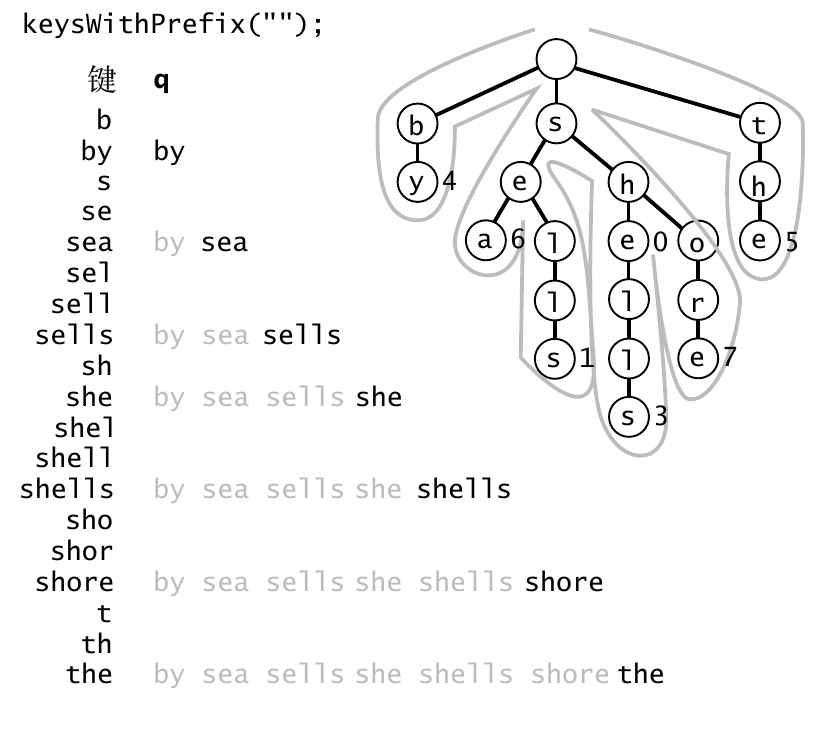 keysWithPrefix("");
键 q
b
by by
s
se
sea by sea
sel
sell
sells by sea sells
sh
she by sea sells she
shel
shell
shells by sea sells she shells
sho
shor
shore by sea sells she shells shore
t
th
the by sea sells she shells shore the
b s t
y 4 e h h
a 6 l e 0 o e 5
l l r
s 1 l e 7
s 3